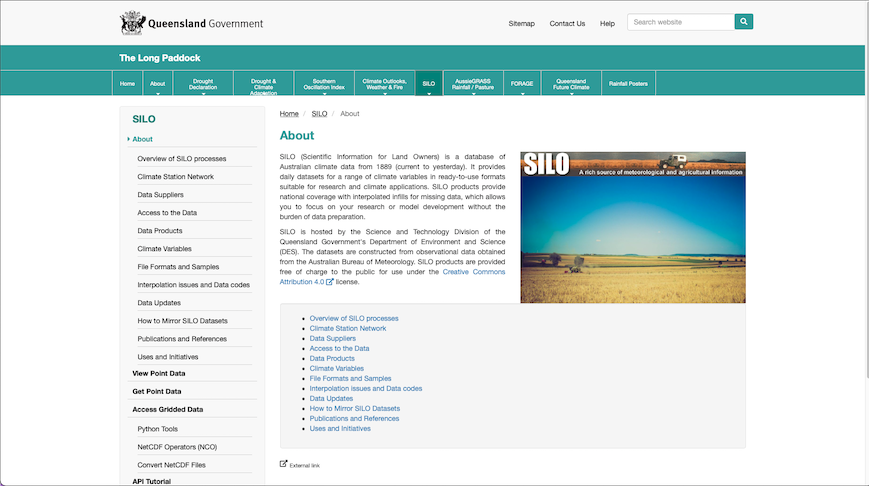 Queensland Government
Sitemap
Contact Us
Help
Search website
The Long Paddock
Home
About
Drought
Declaration
Drought &
Climate
Adaptation
Southern
Oscillation Index
Climate Outlooks,
Weather & Fire
SILO
AussieGRASS
Rainfall / Pasture
FORAGE
Queensland
Future Climate
Rainfall Posters
SILO
About
Overview of SILO processes
Climate Station Network
Data Suppliers
Access to the Data
Data Products
Climate Variables
File Formats and Samples
Interpolation issues and Data codes
Data Updates
How to Mirror SILO Datasets
Publications and References
Uses and Initiatives
View Point Data
Get Point Data
Access Gridded Data
Python Tools
NetCDF Operators (NCO)
Convert NetCDF Files
API Tutorial
Home / SILO / About
About
SILO (Scientific Information for Land Owners) is a database of
Australian climate data from 1889 (current to yesterday). It provides
daily datasets for a range of climate variables in ready-to-use formats
suitable for research and climate applications. SILO products provide
national coverage with interpolated infills for missing data, which allows
you to focus on your research or model development without the
burden of data preparation.
SILO is hosted by the Science and Technology Division of the
Queensland Government's Department of Environment and Science
(DES). The datasets are constructed from observational data obtained
from the Australian Bureau of Meteorology. SILO products are provided
free of charge to the public for use under the Creative Commons
Attribution 4.0 license.
SILO
A rich source of meteorological and agricultural information
Overview of SILO processes
Climate Station Network
Data Suppliers
Access to the Data
Data Products
Climate Variables
File Formats and Samples
Interpolation issues and Data codes
Data Updates
How to Mirror SILO Datasets
Publications and References
Uses and Initiatives
External link